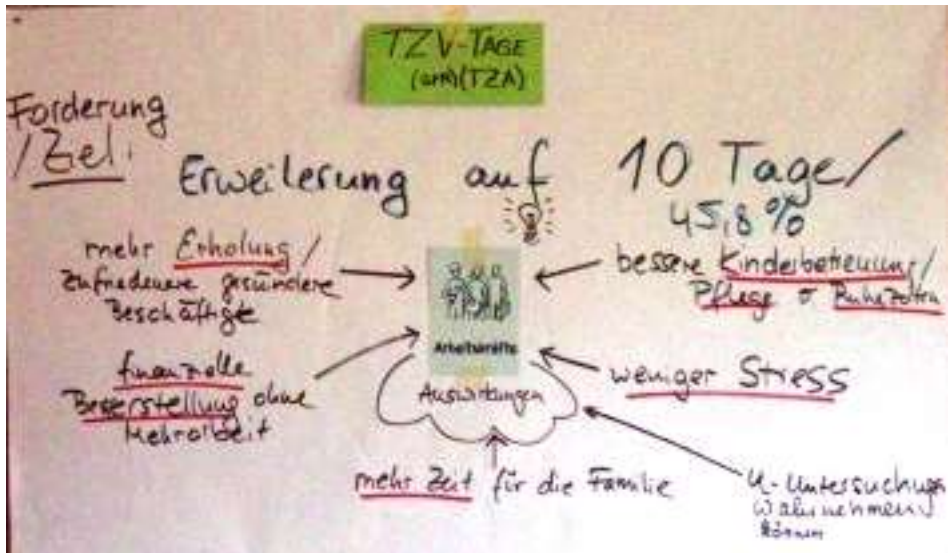 TZV-TAGE
(TZA)
Forderung
/Ziel:
Erweiterung auf 10 Tage/
45,8%
mehr Erholung/
zufriedenere gesündere
Beschäftigte
bessere Kinderbetreuung/
Pflege Ruhezeiten
Arbeitskräfte
finanzielle
Besserstellung ohne
Mehrarbeit
Auswirkungen
weniger Stress
mehr Zeit für die Familie
U-Untersuchungen
wahrnehmen
können